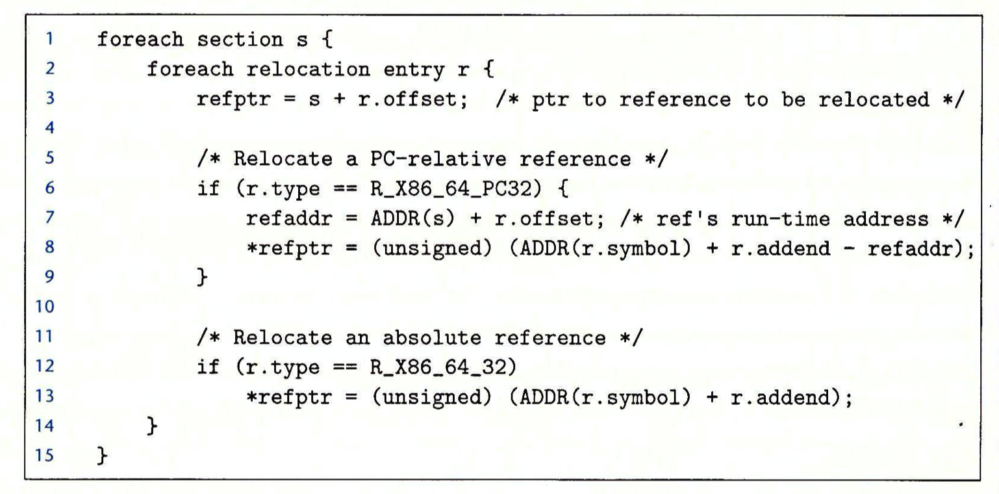 1 foreach section s {
2 foreach relocation entry r {
3 refptr = s + r.offset; /* ptr to reference to be relocated */
4
5 /* Relocate a PC-relative reference */
6 if (r.type == R_X86_64_PC32) {
7 refaddr = ADDR(s) + r.offset; /* ref's run-time address */
8 *refptr = (unsigned) (ADDR(r.symbol) + r.addend - refaddr);
9 }
10
11 /* Relocate an absolute reference */
12 if (r.type == R_X86_64_32)
13 *refptr = (unsigned) (ADDR(r.symbol) + r.addend);
14 }
15 }